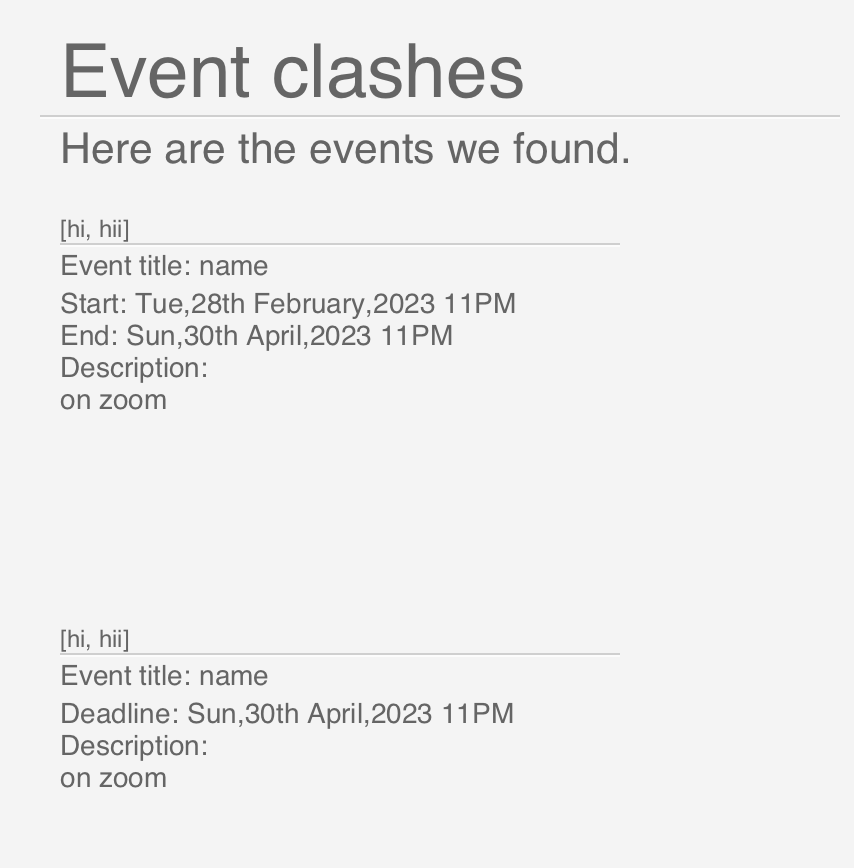 Event clashes
Here are the events we found.
[hi, hii]
Event title: name
Start: Tue,28th February,2023 11PM
End: Sun,30th April,2023 11PM
Description:
on zoom
[hi, hii]
Event title: name
Deadline: Sun,30th April,2023 11PM
Description:
on zoom